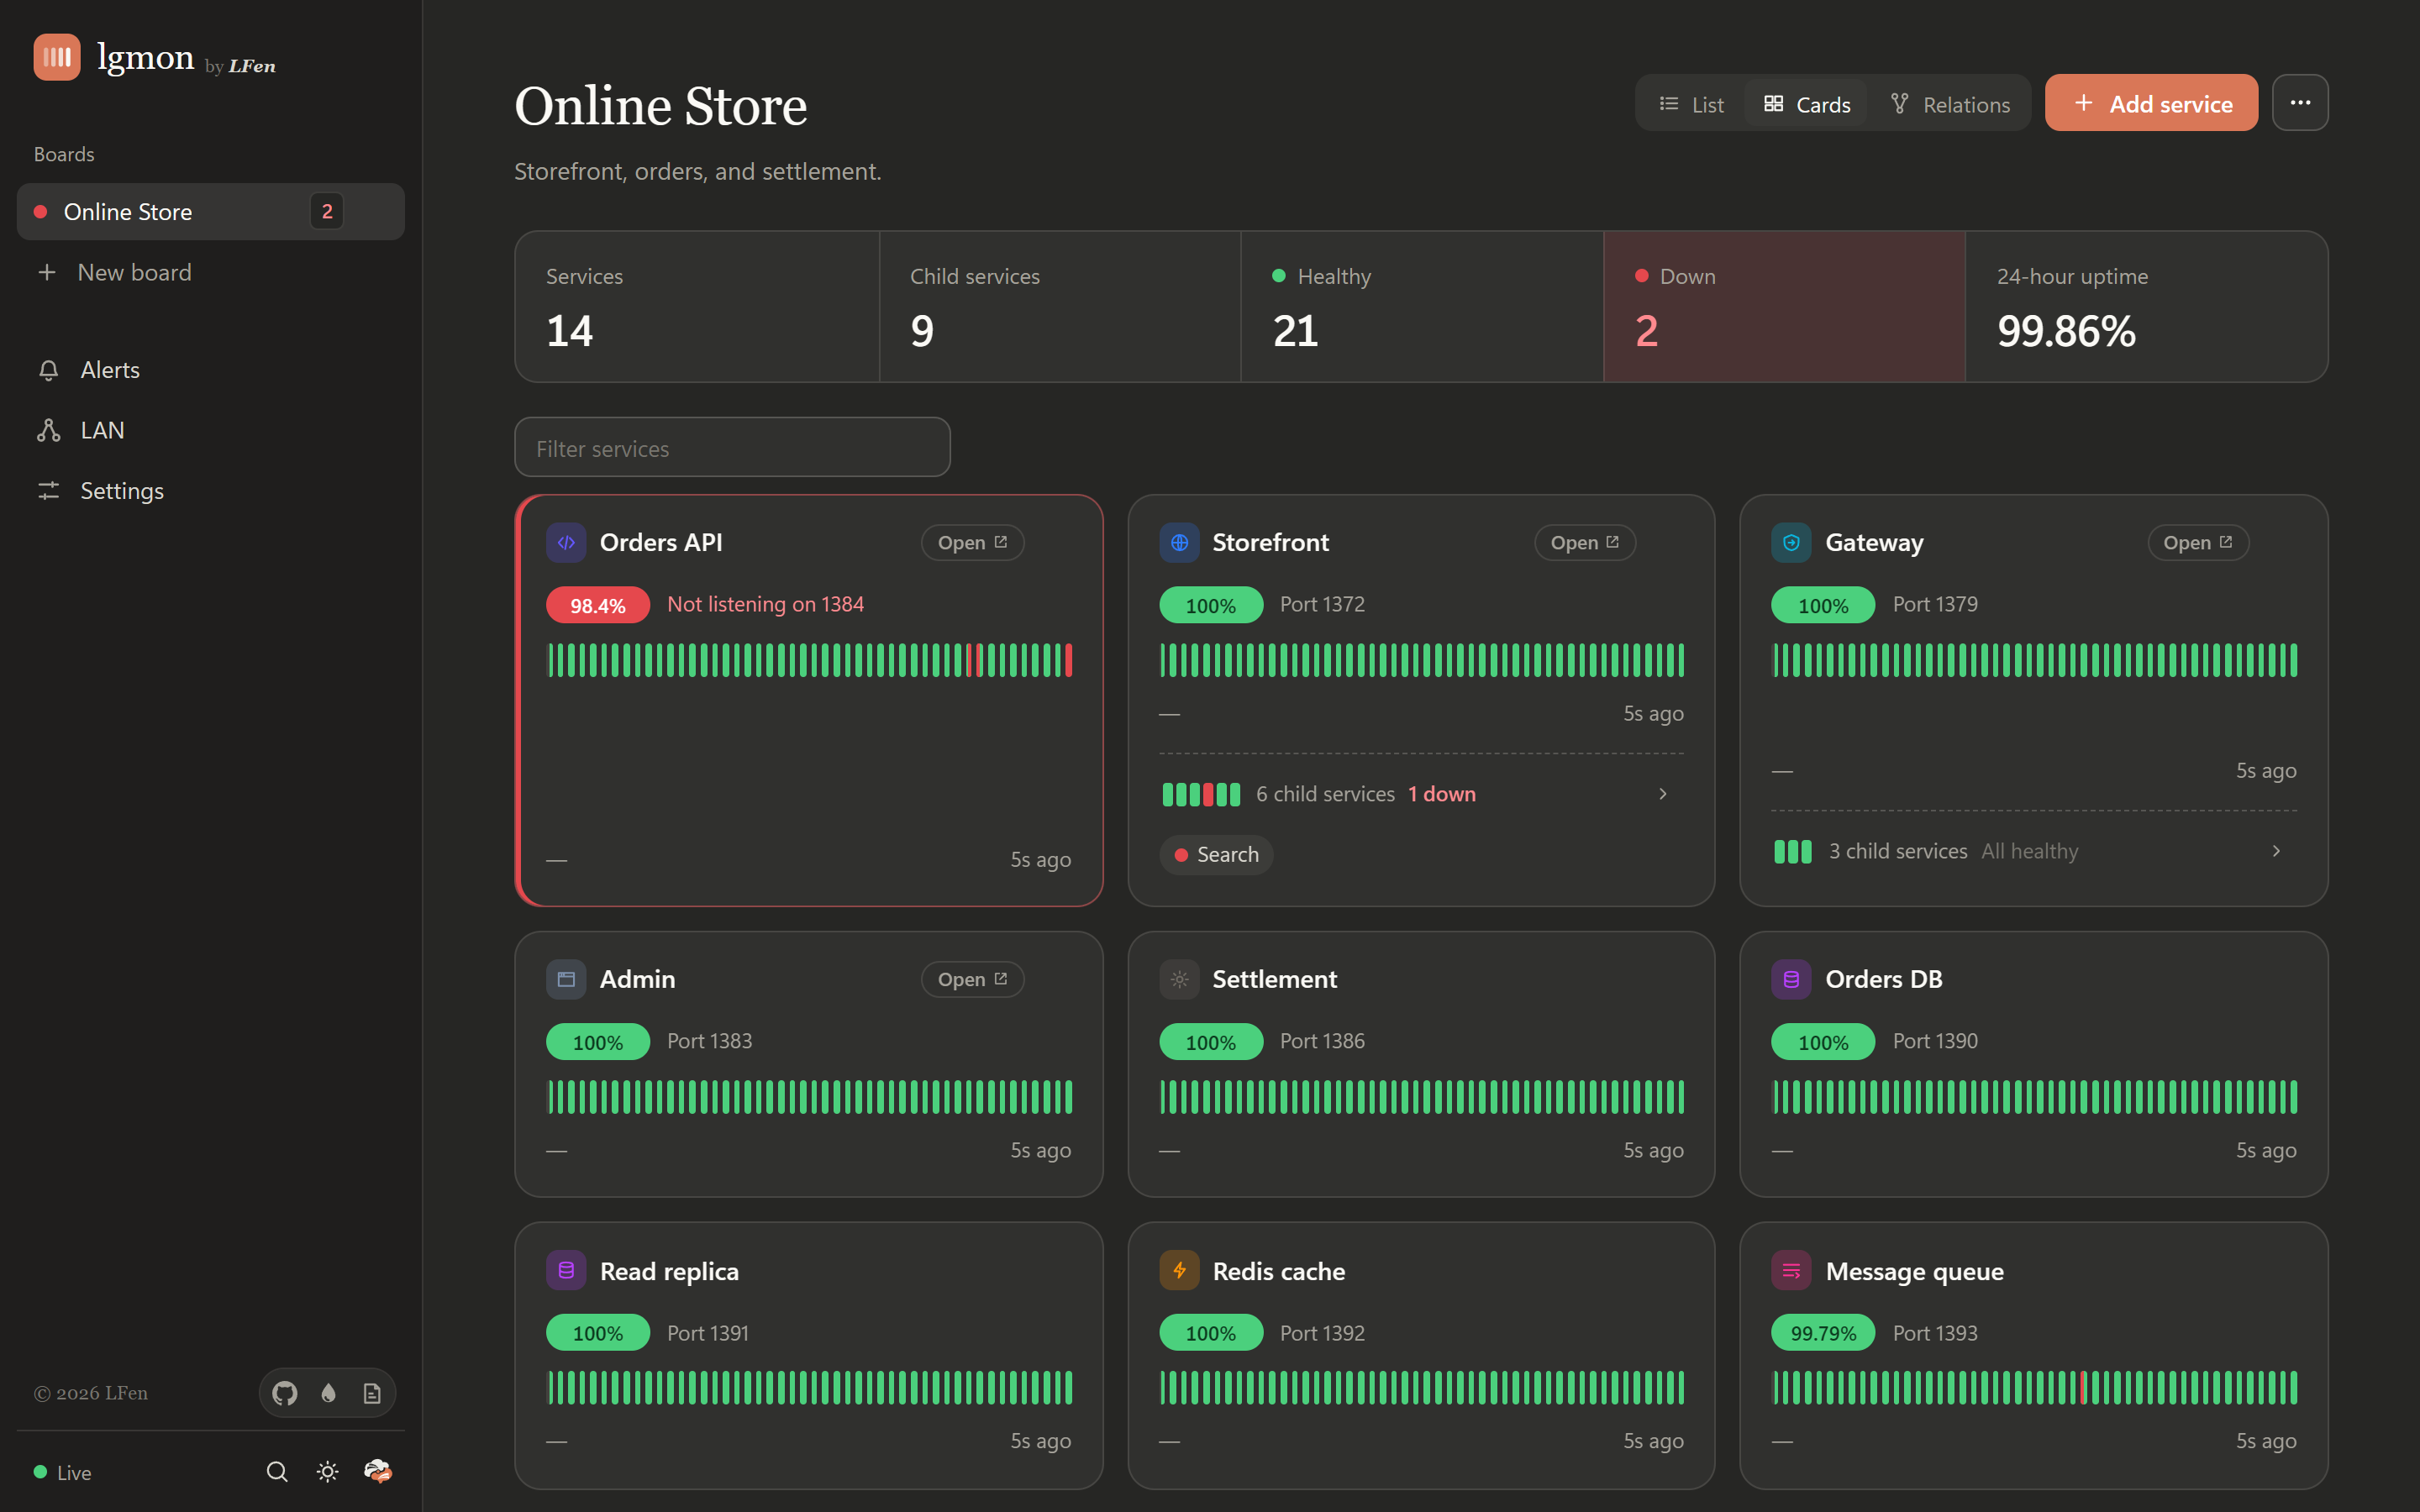 lgmon by LFen
Boards
Online Store 2
New board
Alerts
LAN
Settings
© 2026 LFen
Live
Online Store
Storefront, orders, and settlement.
List Cards Relations Add service
Services
14
Child services
9
Healthy
21
Down
2
24-hour uptime
99.86%
Filter services
Orders API Open
98.4% Not listening on 1384
— 5s ago
Storefront Open
100% Port 1372
— 5s ago
6 child services 1 down
Search
Gateway Open
100% Port 1379
— 5s ago
3 child services All healthy
Admin Open
100% Port 1383
— 5s ago
Settlement
100% Port 1386
— 5s ago
Orders DB
100% Port 1390
— 5s ago
Read replica
100% Port 1391
— 5s ago
Redis cache
100% Port 1392
— 5s ago
Message queue
99.79% Port 1393
— 5s ago